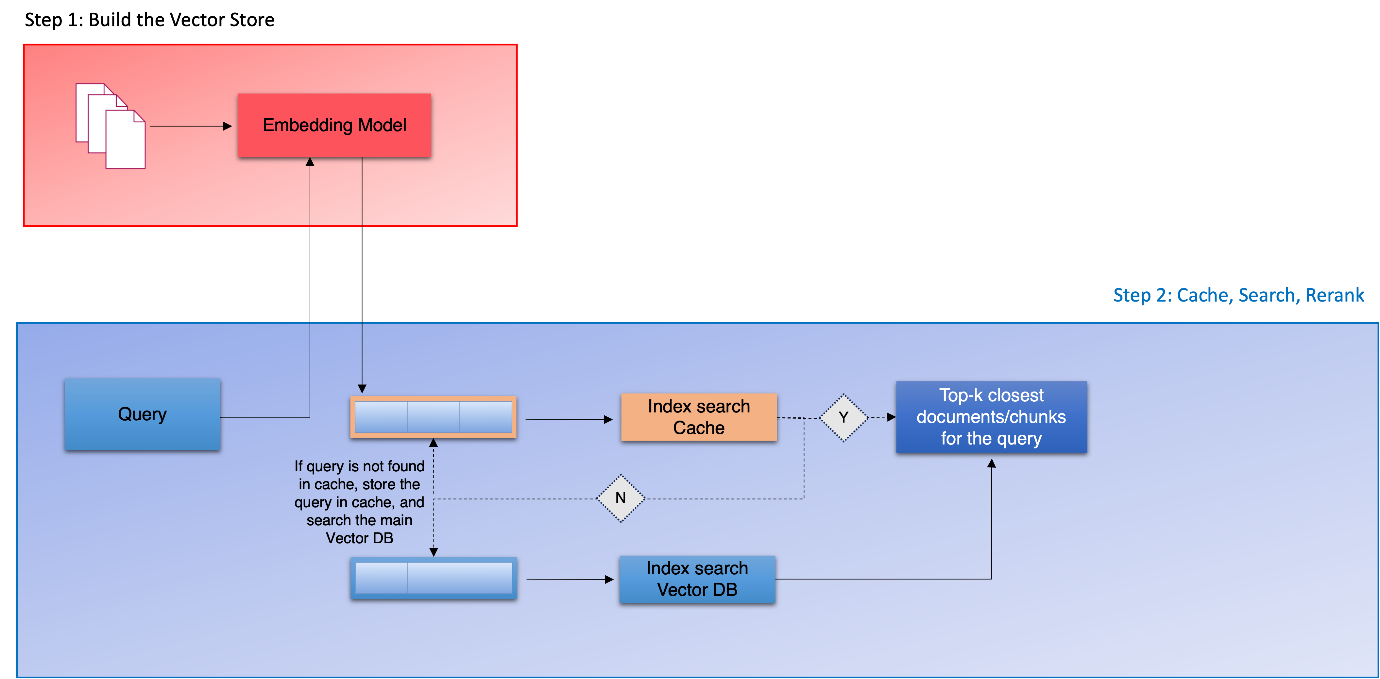 Step 1: Build the Vector Store
Embedding Model
Step 2: Cache, Search, Rerank
Query
Index search
Cache
Y
Top-k closest
documents/chunks
for the query
If query is not found
in cache, store the
query in cache, and
search the main
Vector DB
N
Index search
Vector DB